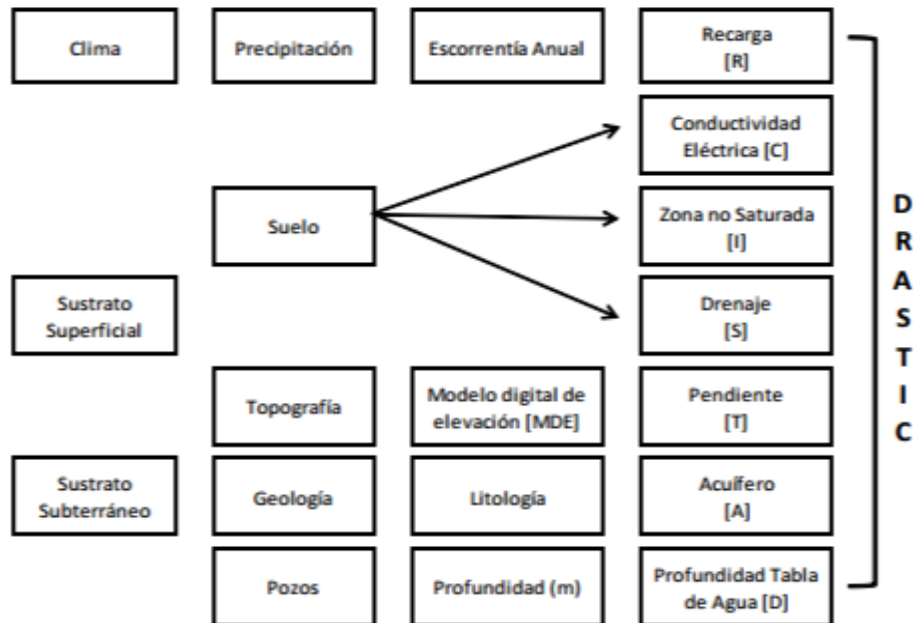 Clima
Precipitación
Escorrentía Anual
Recarga
[R]
Conductividad
Eléctrica [C]
Suelo
Zona no Saturada
[I]
Sustrato
Superficial
Drenaje
[S]
Topografía
Modelo digital de
elevación [MDE]
Pendiente
[T]
Sustrato
Subterráneo
Geología
Litología
Acuífero
[A]
Pozos
Profundidad (m)
Profundidad Tabla
de Agua [D]
D
R
A
S
T
I
C